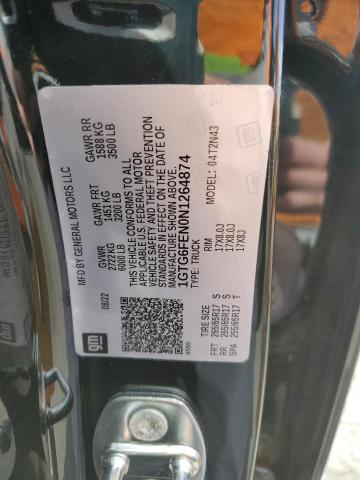 MFD BY GENERAL MOTORS LLC
08/22 GVWR GAWR FRT GAWR RR
2722 KG 1451 KG 1588 KG
6000 LB 3200 LB 3500 LB
THIS VEHICLE CONFORMS TO ALL
APPLICABLE U.S. FEDERAL MOTOR
VEHICLE SAFETY AND THEFT PREVENTION
STANDARDS IN EFFECT ON THE DATE OF
MANUFACTURE SHOWN ABOVE.
1GTG6FEN0N1264874
TYPE: TRUCK MODEL: 04T2N43
TIRE SIZE RIM
FRT 265/65R17 S 17X8.0J
RR 265/65R17 S 17X8.0J
SPA 255/65R17 T 17X8J
gm